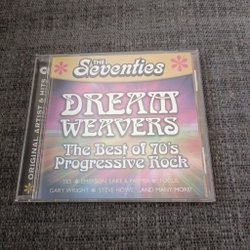 THE
Seventies
DREAM
WEAVERS
The Best of 70's
Progressive Rock
YES ★ EMERSON, LAKE & PALMER ★ FOCUS
GARY WRIGHT ★ STEVE HOWE ...AND MANY MORE!
ORIGINAL ARTIST & HITS